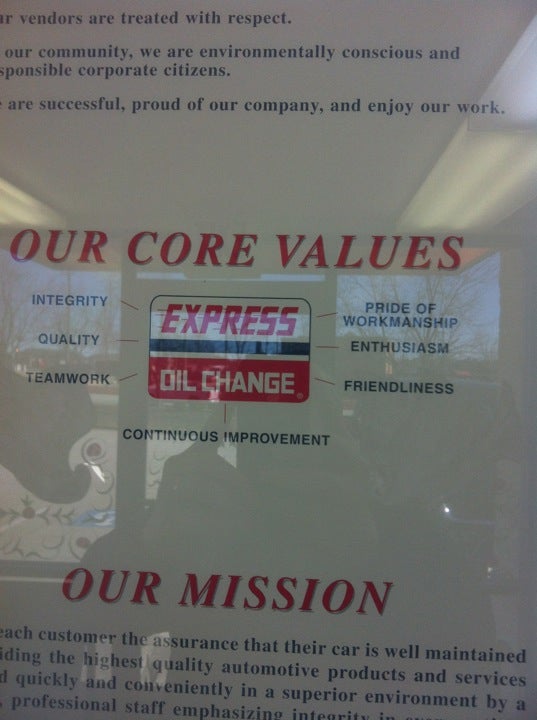 vendors are treated with respect.
our community, we are environmentally conscious and
corporate citizens.
are successful, proud of our company, and enjoy our work.
OUR CORE VALUES
INTEGRITY
QUALITY
TEAMWORK
EXPRESS
OIL CHANGE
PRIDE OF
WORKMANSHIP
ENTHUSIASM
FRIENDLINESS
CONTINUOUS IMPROVEMENT
OUR MISSION
each customer the assurance that their car is well maintained
the highest quality automotive products and services
quickly and conveniently in a superior environment by a
professional staff emphasizing integrity in